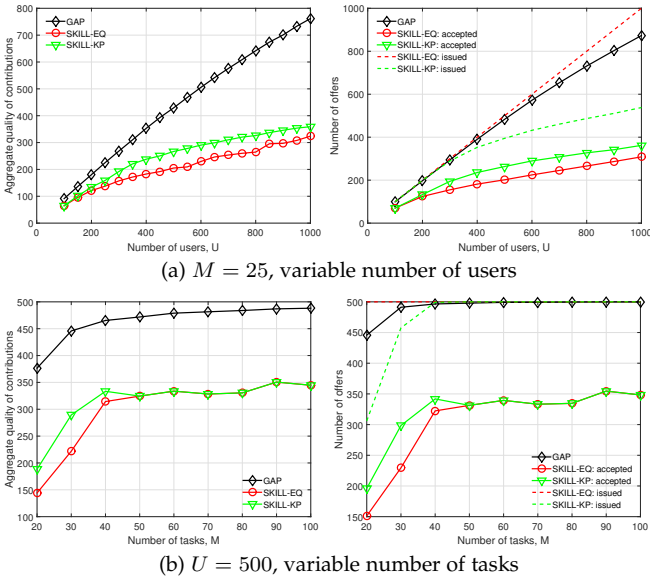 Aggregate quality of contributions
800
700
600
500
400
300
200
100
0
0
200
400
600
800
1000
Number of users, U
GAP
SKILL-EQ
SKILL-KP
Number of offers
1000
800
600
400
200
0
0
200
400
600
800
1000
Number of users, U
GAP
SKILL-EQ: accepted
SKILL-KP: accepted
SKILL-EQ: issued
SKILL-KP: issued
(a) M = 25, variable number of users
Aggregate quality of contributions
500
450
400
350
300
250
200
150
100
20
30
40
50
60
70
80
90
100
Number of tasks, M
GAP
SKILL-EQ
SKILL-KP
Number of offers
500
450
400
350
300
250
200
150
100
20
30
40
50
60
70
80
90
100
Number of tasks, M
GAP
SKILL-EQ: accepted
SKILL-KP: accepted
SKILL-EQ: issued
SKILL-KP: issued
(b) U = 500, variable number of tasks